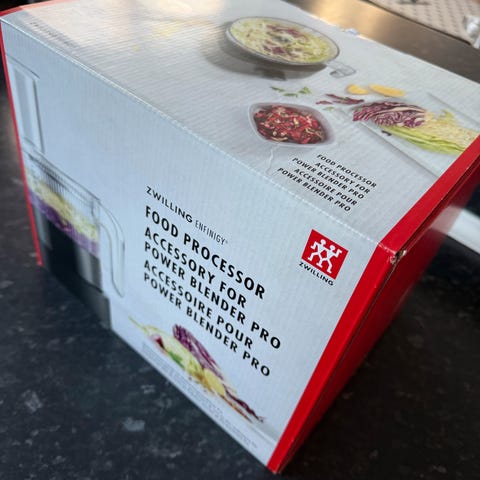 FOOD PROCESSOR
ACCESSORY FOR
POWER BLENDER PRO
ACCESSOIRE POUR
POWER BLENDER PRO
ZWILLING ENFINIGY®
FOOD PROCESSOR
ACCESSORY FOR
POWER BLENDER PRO
ACCESSOIRE POUR
POWER BLENDER PRO
ZWILLING